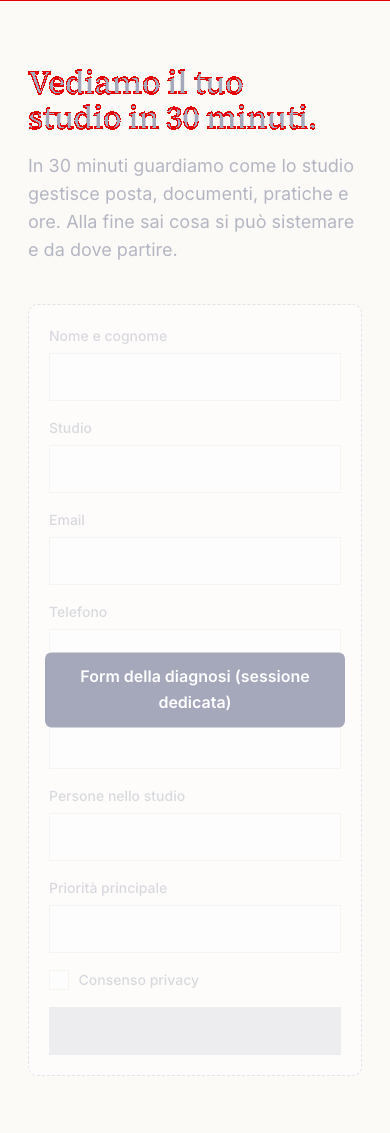 Vediamo il tuo
studio in 30 minuti.
In 30 minuti guardiamo come lo studio
gestisce posta, documenti, pratiche e
ore. Alla fine sai cosa si può sistemare
e da dove partire.
Nome e cognome
Studio
Email
Telefono
Form della diagnosi (sessione
dedicata)
Persone nello studio
Priorità principale
Consenso privacy